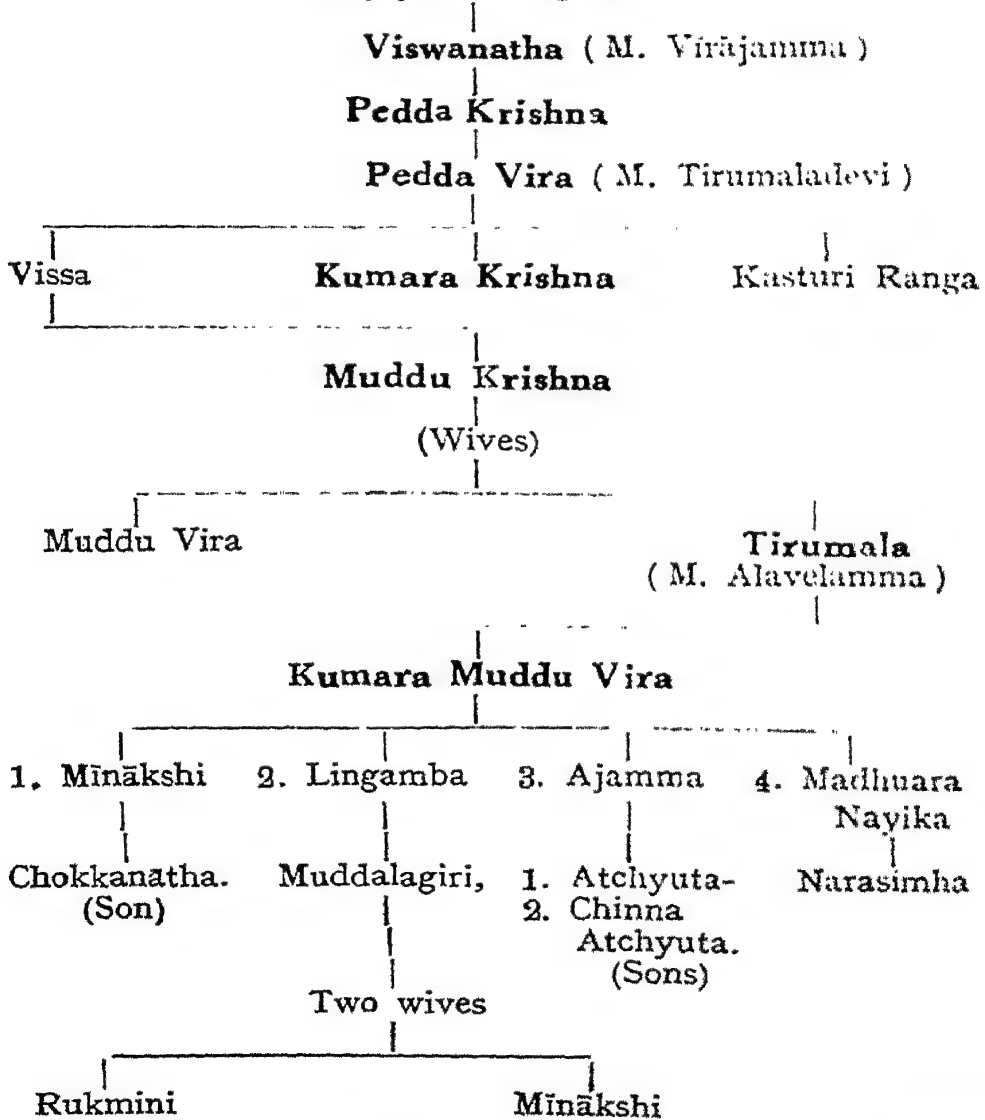 Viswanatha ( M. Vīrājamma )
Pedda Krishna
Pedda Vira ( M. Tirumaladevi )
Vissa Kumara Krishna Kasturi Ranga
Muddu Krishna
(Wives)
Muddu Vira
Tirumala
( M. Alavelamma )
Kumara Muddu Vira
1. Mīnākshi 2. Lingamba 3. Ajamma 4. Madhuara
Nayika
Chokkanātha. Muddalagiri, 1. Atchyuta- Narasimha
(Son) 2. Chinna
Atchyuta.
(Sons)
Two wives
Rukmini Mīnākshi